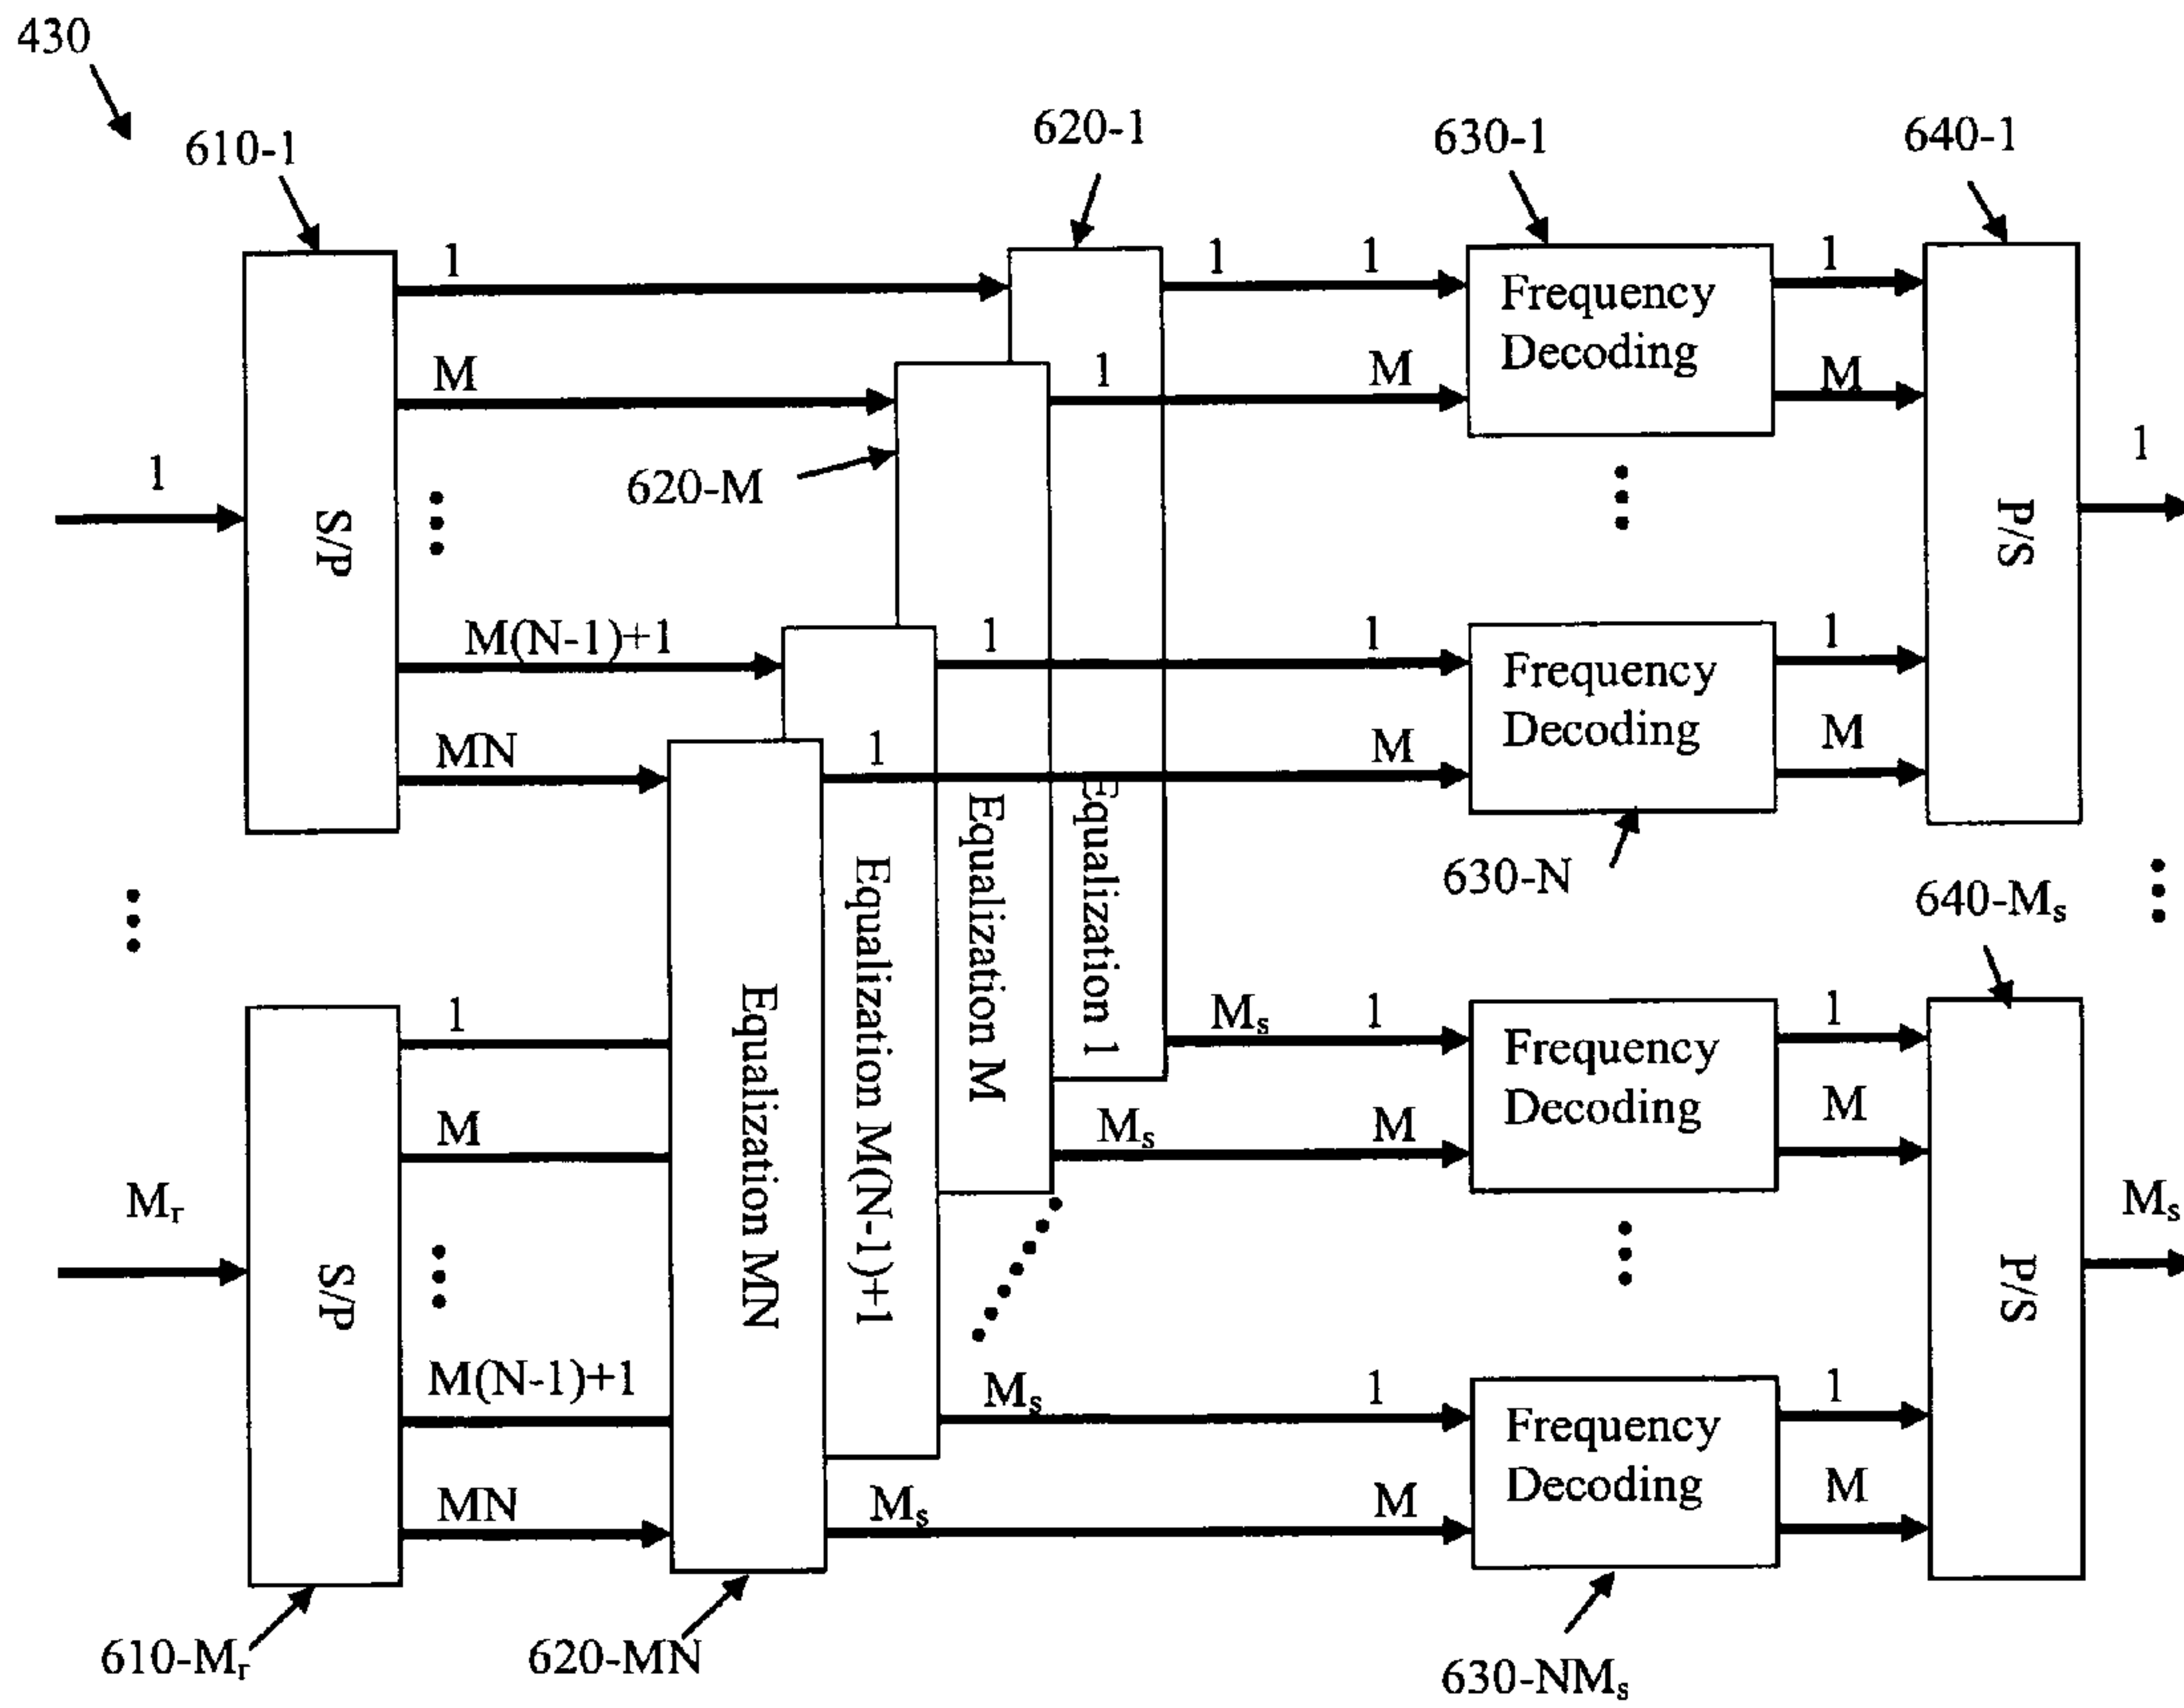 430
610-1
620-1
630-1
640-1
1
1
1
1
Frequency
Decoding
1
M
1
M
M
620-M
1
S/P
P/S
1
M(N-1)+1
1
1
Frequency
Decoding
1
MN
1
M
M
Equalization 1
Equalization M
Equalization M(N-1)+1
Equalization MN
630-N
640-Ms
1
Ms
1
Frequency
Decoding
1
M
Ms
M
M
Mr
S/P
P/S
Ms
M(N-1)+1
Ms
1
Frequency
Decoding
1
MN
Ms
M
M
610-Mr
620-MN
630-NMs